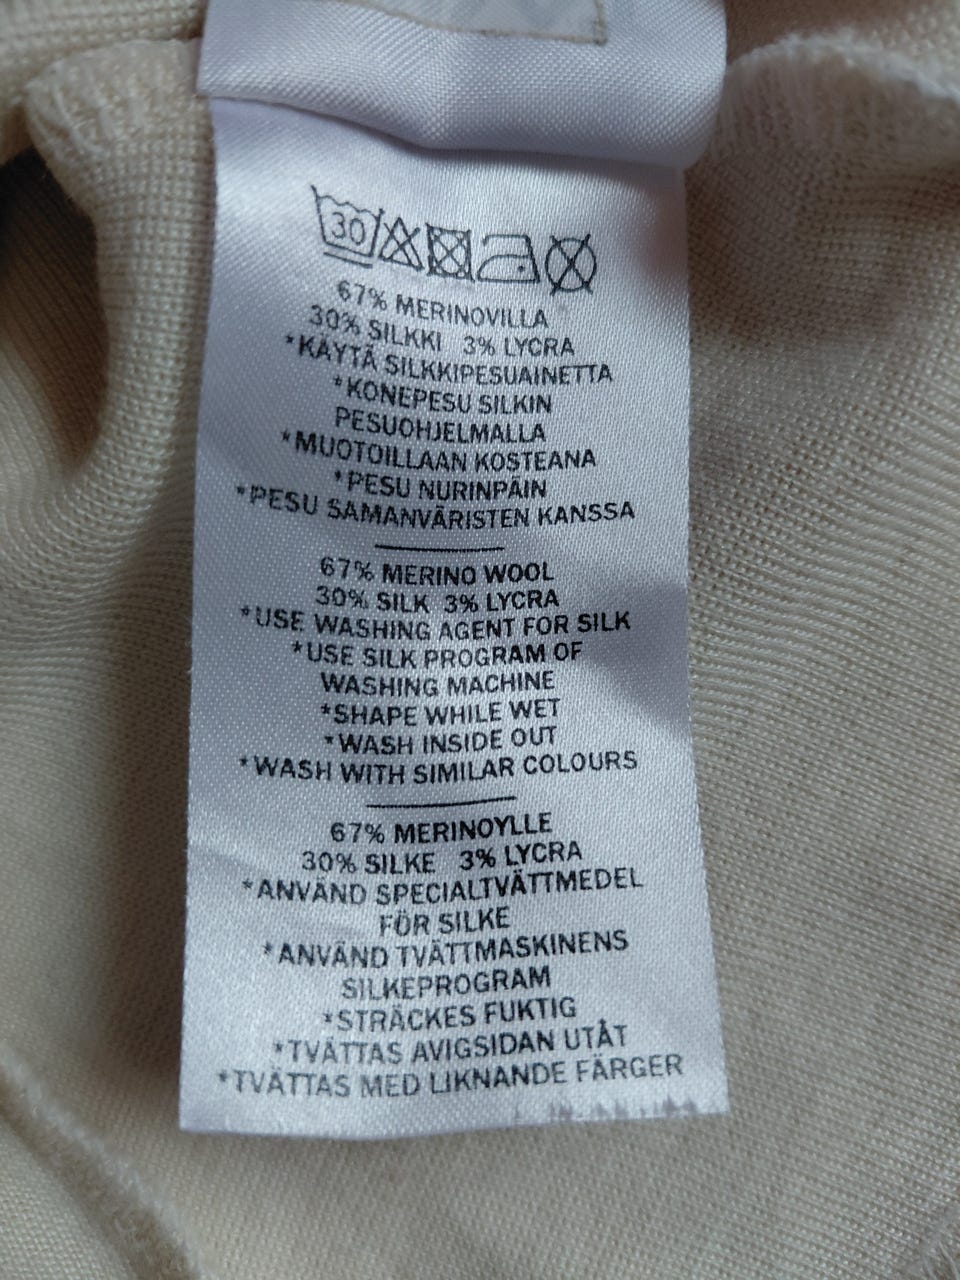 30
67% MERINOVILLA
30% SILKKI 3% LYCRA
*KÄYTÄ SILKKIPESUAINETTA
*KONEPESU SILKIN
PESUOHJELMALLA
*MUOTOILLAAN KOSTEANA
*PESU NURINPÄIN
*PESU SAMANVÄRISTEN KANSSA
67% MERINO WOOL
30% SILK 3% LYCRA
*USE WASHING AGENT FOR SILK
*USE SILK PROGRAM OF
WASHING MACHINE
*SHAPE WHILE WET
*WASH INSIDE OUT
*WASH WITH SIMILAR COLOURS
67% MERINOYLLE
30% SILKE 3% LYCRA
*ANVÄND SPECIALTVÄTTMEDEL
FÖR SILKE
*ANVÄND TVÄTTMASKINENS
SILKEPROGRAM
*STRÄCKES FUKTIG
*TVÄTTAS AVIGSIDAN UTÅT
*TVÄTTAS MED LIKNANDE FÄRGER